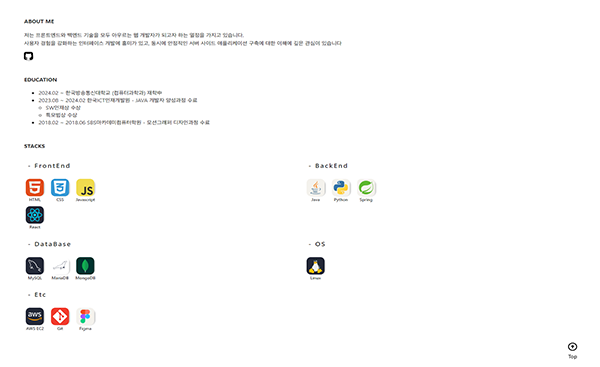 ABOUT ME
저는 프론트엔드와 백엔드 기술을 모두 아우르는 웹 개발자가 되고자 하는 열정을 가지고 있습니다.
사용자 경험을 강화하는 인터페이스 개발에 흥미가 있고, 동시에 안정적인 서버 사이드 애플리케이션 구축에 대한 이해에 깊은 관심이 있습니다
EDUCATION
2024.02 ~ 한국방송통신대학교 (컴퓨터과학과) 재학中
2023.08 ~ 2024.02 한국ICT인재개발원 - JAVA 개발자 양성과정 수료
SW인재상 수상
특모범상 수상
2018.02 ~ 2018.06 SBS아카데미컴퓨터학원 - 모션그래픽 디자인과정 수료
STACKS
- FrontEnd
- BackEnd
JS
HTML
CSS
Javascript
Java
Python
Spring
React
- DataBase
- OS
MySQL
MariaDB
MongoDB
Linux
- Etc
aws
AWS EC2
Git
Figma
Top